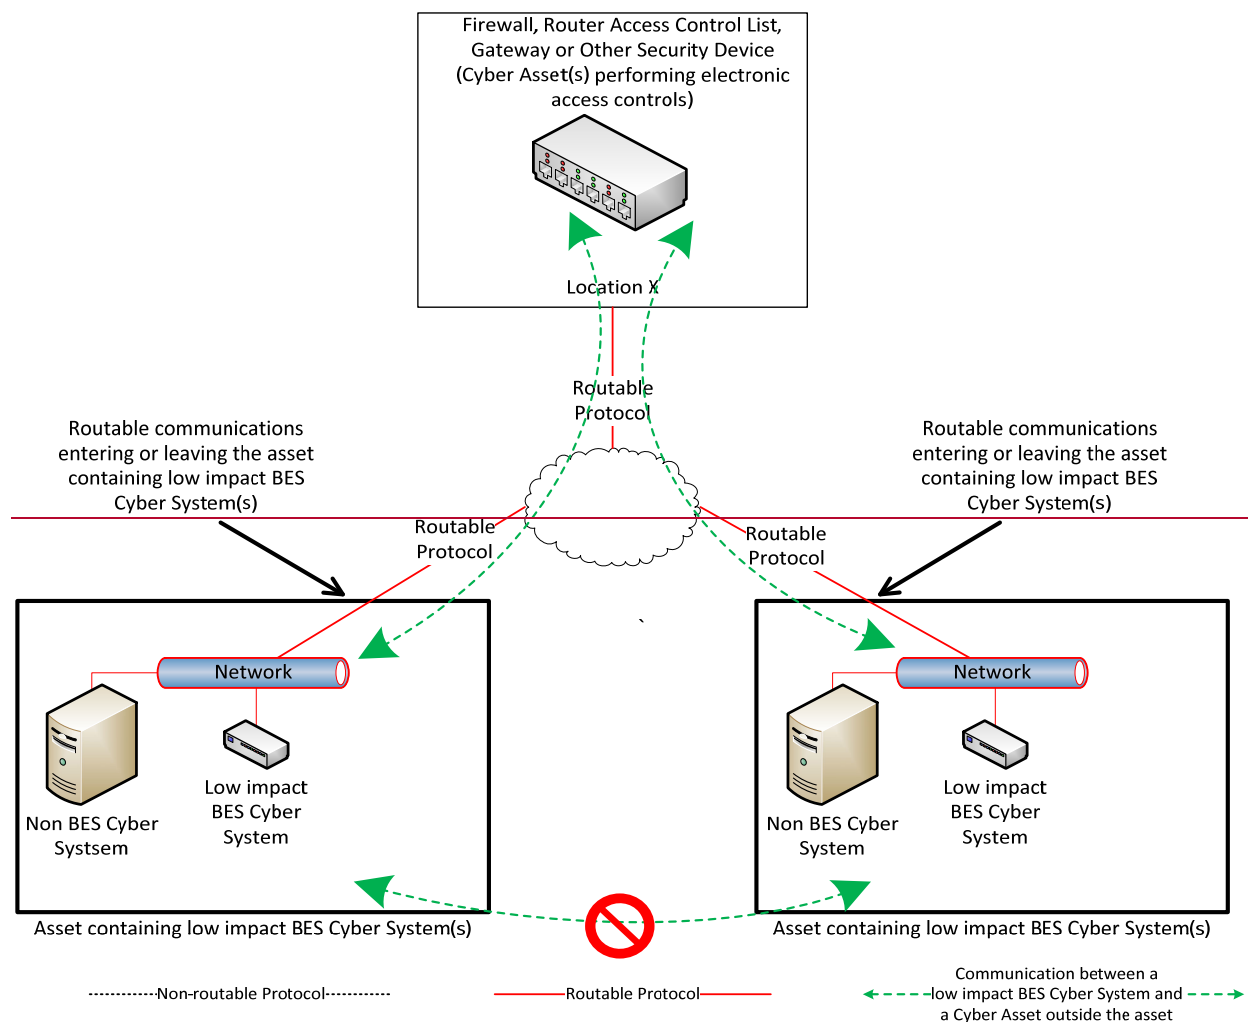 Firewall, Router Access Control List,
Gateway or Other Security Device
(Cyber Asset(s) performing electronic
access controls)
Location X
Routable
Protocol
Routable communications
entering or leaving the asset
containing low impact BES
Cyber System(s)
Routable communications
entering or leaving the asset
containing low impact BES
Cyber System(s)
Routable
Protocol
Routable
Protocol
`
Network
Network
Low impact
BES Cyber
System
Non BES Cyber
Systsem
Low impact
BES Cyber
System
Non BES Cyber
System
Asset containing low impact BES Cyber System(s)
Asset containing low impact BES Cyber System(s)
Non-routable Protocol
Routable Protocol
Communication between a
low impact BES Cyber System and
a Cyber Asset outside the asset